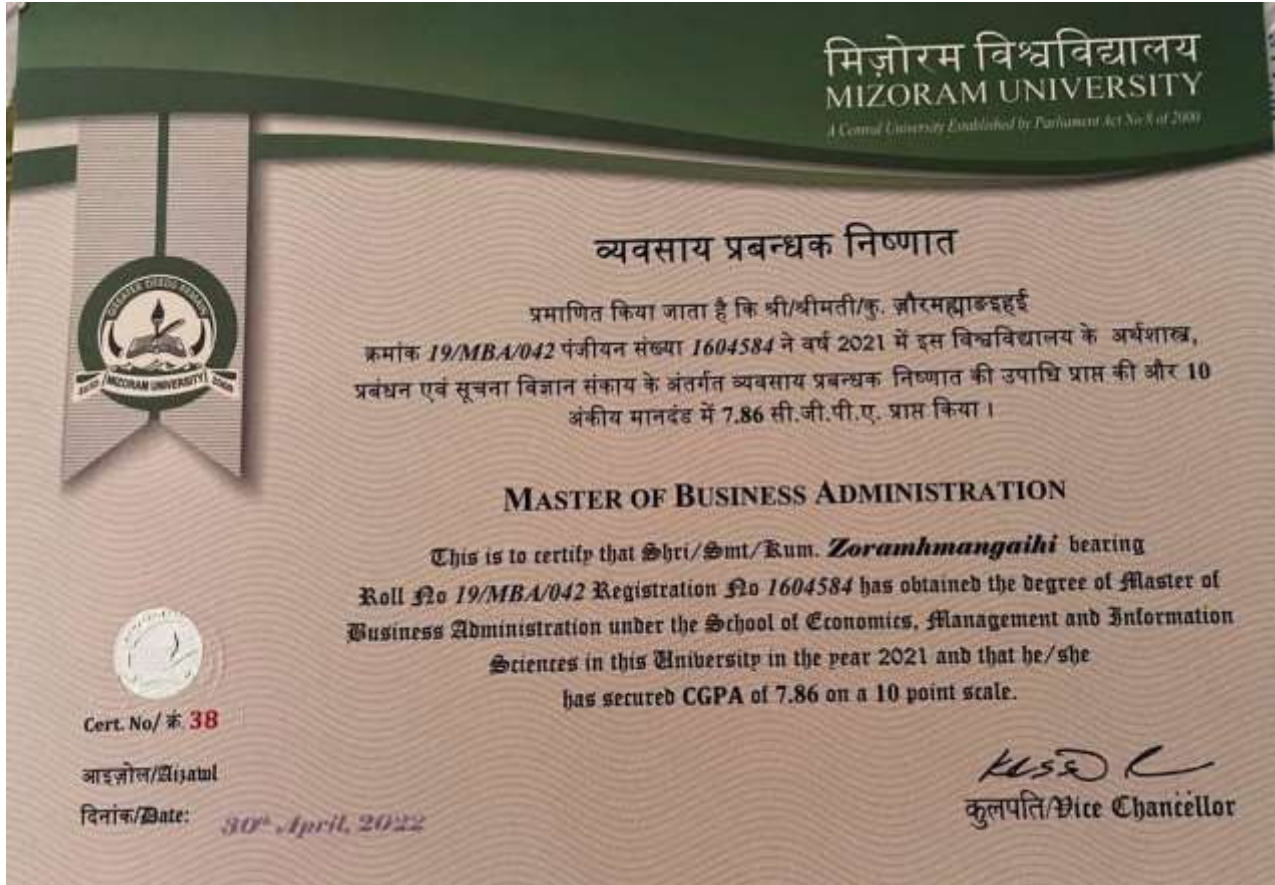 मिज़ोरम विश्वविद्यालय
MIZORAM UNIVERSITY
A Central University Established by Parliament Act No 8 of 2000
व्यवसाय प्रबन्धक निष्णात
प्रमाणित किया जाता है कि श्री/श्रीमती/कु. ज़ौरमह्माङइहई
क्रमांक 19/MBA/042 पंजीयन संख्या 1604584 ने वर्ष 2021 में इस विश्वविद्यालय के अर्थशास्त्र,
प्रबंधन एवं सूचना विज्ञान संकाय के अंतर्गत व्यवसाय प्रबन्धक निष्णात की उपाधि प्राप्त की और 10
अंकीय मानदंड में 7.86 सी.जी.पी.ए. प्राप्त किया ।
MASTER OF BUSINESS ADMINISTRATION
This is to certify that Shri/Smt/Kum. Zoramhmangaihi bearing
Roll No 19/MBA/042 Registration No 1604584 has obtained the degree of Master of
Business Administration under the School of Economics, Management and Information
Sciences in this University in the year 2021 and that he/she
has secured CGPA of 7.86 on a 10 point scale.
MIZORAM UNIVERSITY
Cert. No/ क्रं. 38
आइज़ोल/Aizawl
दिनांक/Date: 30th April, 2022
कुलपति/Vice Chancellor